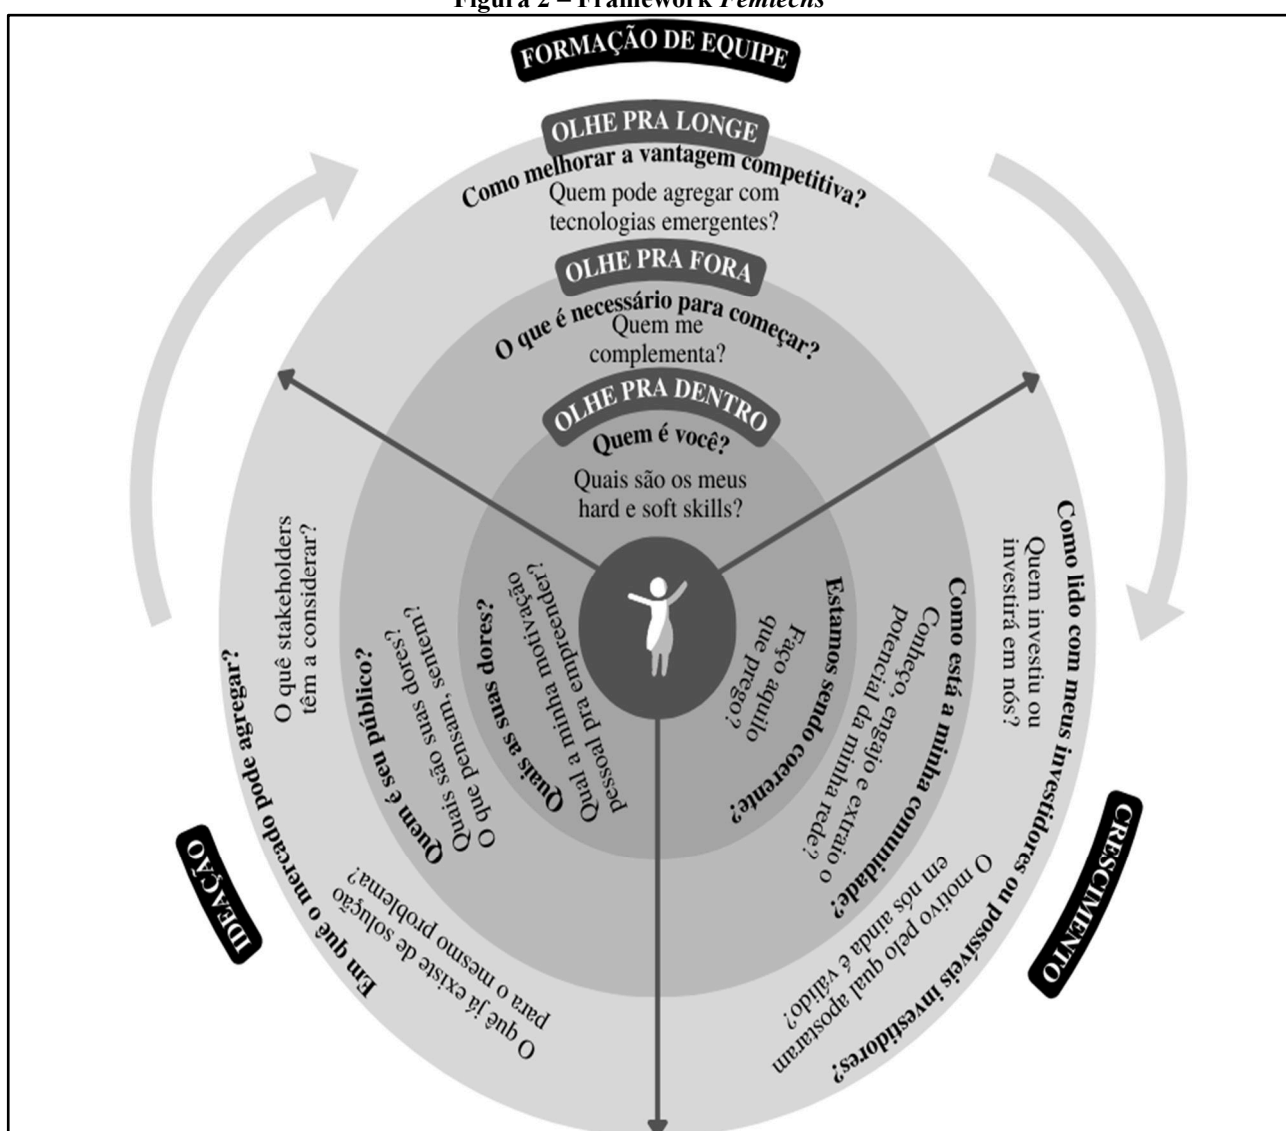 Figura 2 – Framework Femtechs
FORMAÇÃO DE EQUIPE
OLHE PRA LONGE
Como melhorar a vantagem competitiva?
Quem pode agregar com
tecnologias emergentes?
OLHE PRA FORA
O que é necessário para começar?
Quem me
complementa?
OLHE PRA DENTRO
Quem é você?
Quais são os meus
hard e soft skills?
IDEAÇÃO
Quais as suas dores?
Qual a minha motivação
pessoal pra empreender?
Quem é seu público?
Quais são suas dores?
O que pensam, sentem?
Em quê o mercado pode agregar?
O quê stakeholders
têm a considerar?
O quê já existe de solução
para o mesmo problema?
CRESCIMENTO
Estamos sendo coerente?
Faço aquilo
que prego?
Como está a minha comunidade?
Conheço, engajo e extraio o
potencial da minha rede?
Como lido com meus investidores ou possíveis investidores?
Quem investiu ou
investirá em nós?
O motivo pelo qual apostaram
em nós ainda é válido?